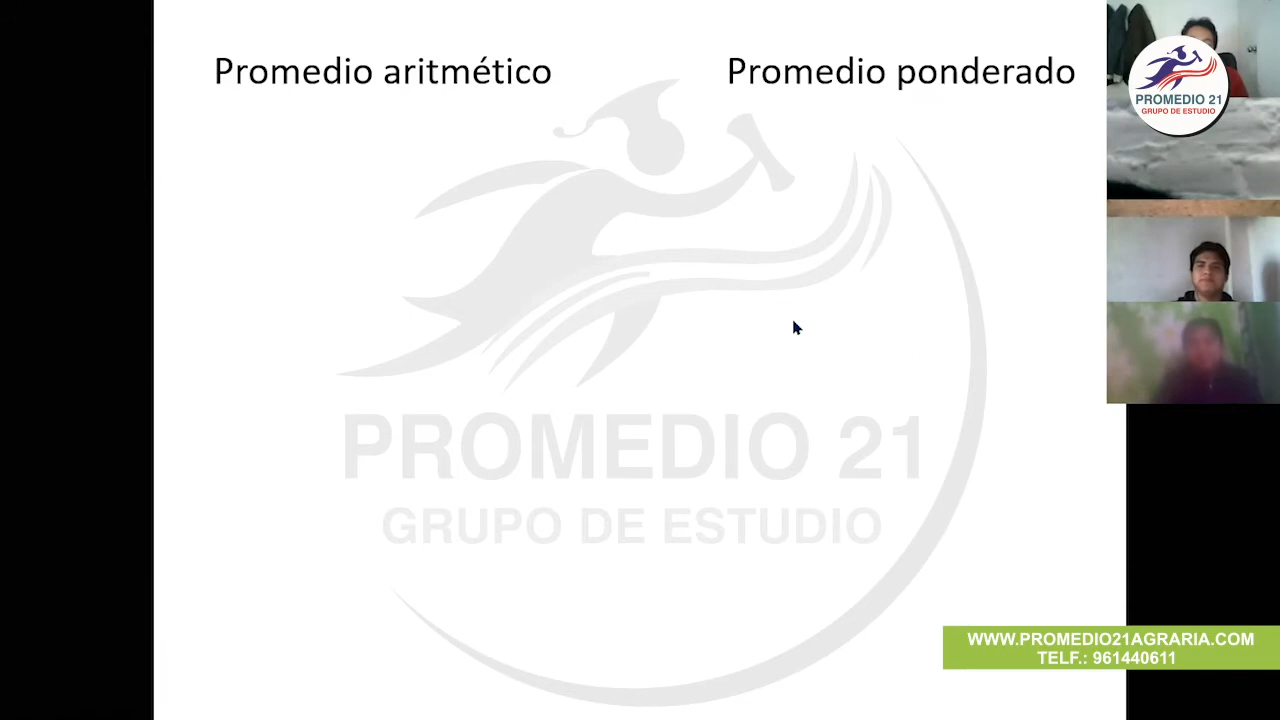 Promedio aritmético
Promedio ponderado
PROMEDIO 21
GRUPO DE ESTUDIO
PROMEDIO 21
GRUPO DE ESTUDIO
WWW.PROMEDIO21AGRARIA.COM
TELF.: 961440611